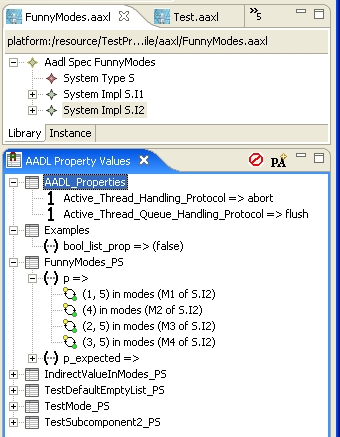 FunnyModes.aaxl Test.aaxl »5
platform:/resource/TestPr...ile/aaxl/FunnyModes.aaxl
Aadl Spec FunnyModes
System Type S
System Impl S.I1
System Impl S.I2
Library Instance
AADL Property Values PA
AADL_Properties
1 Active_Thread_Handling_Protocol => abort
1 Active_Thread_Queue_Handling_Protocol => flush
Examples
(···) bool_list_prop => (false)
FunnyModes_PS
(···) p =>
(1, 5) in modes (M1 of S.I2)
(4) in modes (M2 of S.I2)
(2, 5) in modes (M3 of S.I2)
(3, 5) in modes (M4 of S.I2)
(···) p_expected =>
IndirectValueInModes_PS
TestDefaultEmptyList_PS
TestMode_PS
TestSubcomponent2_PS